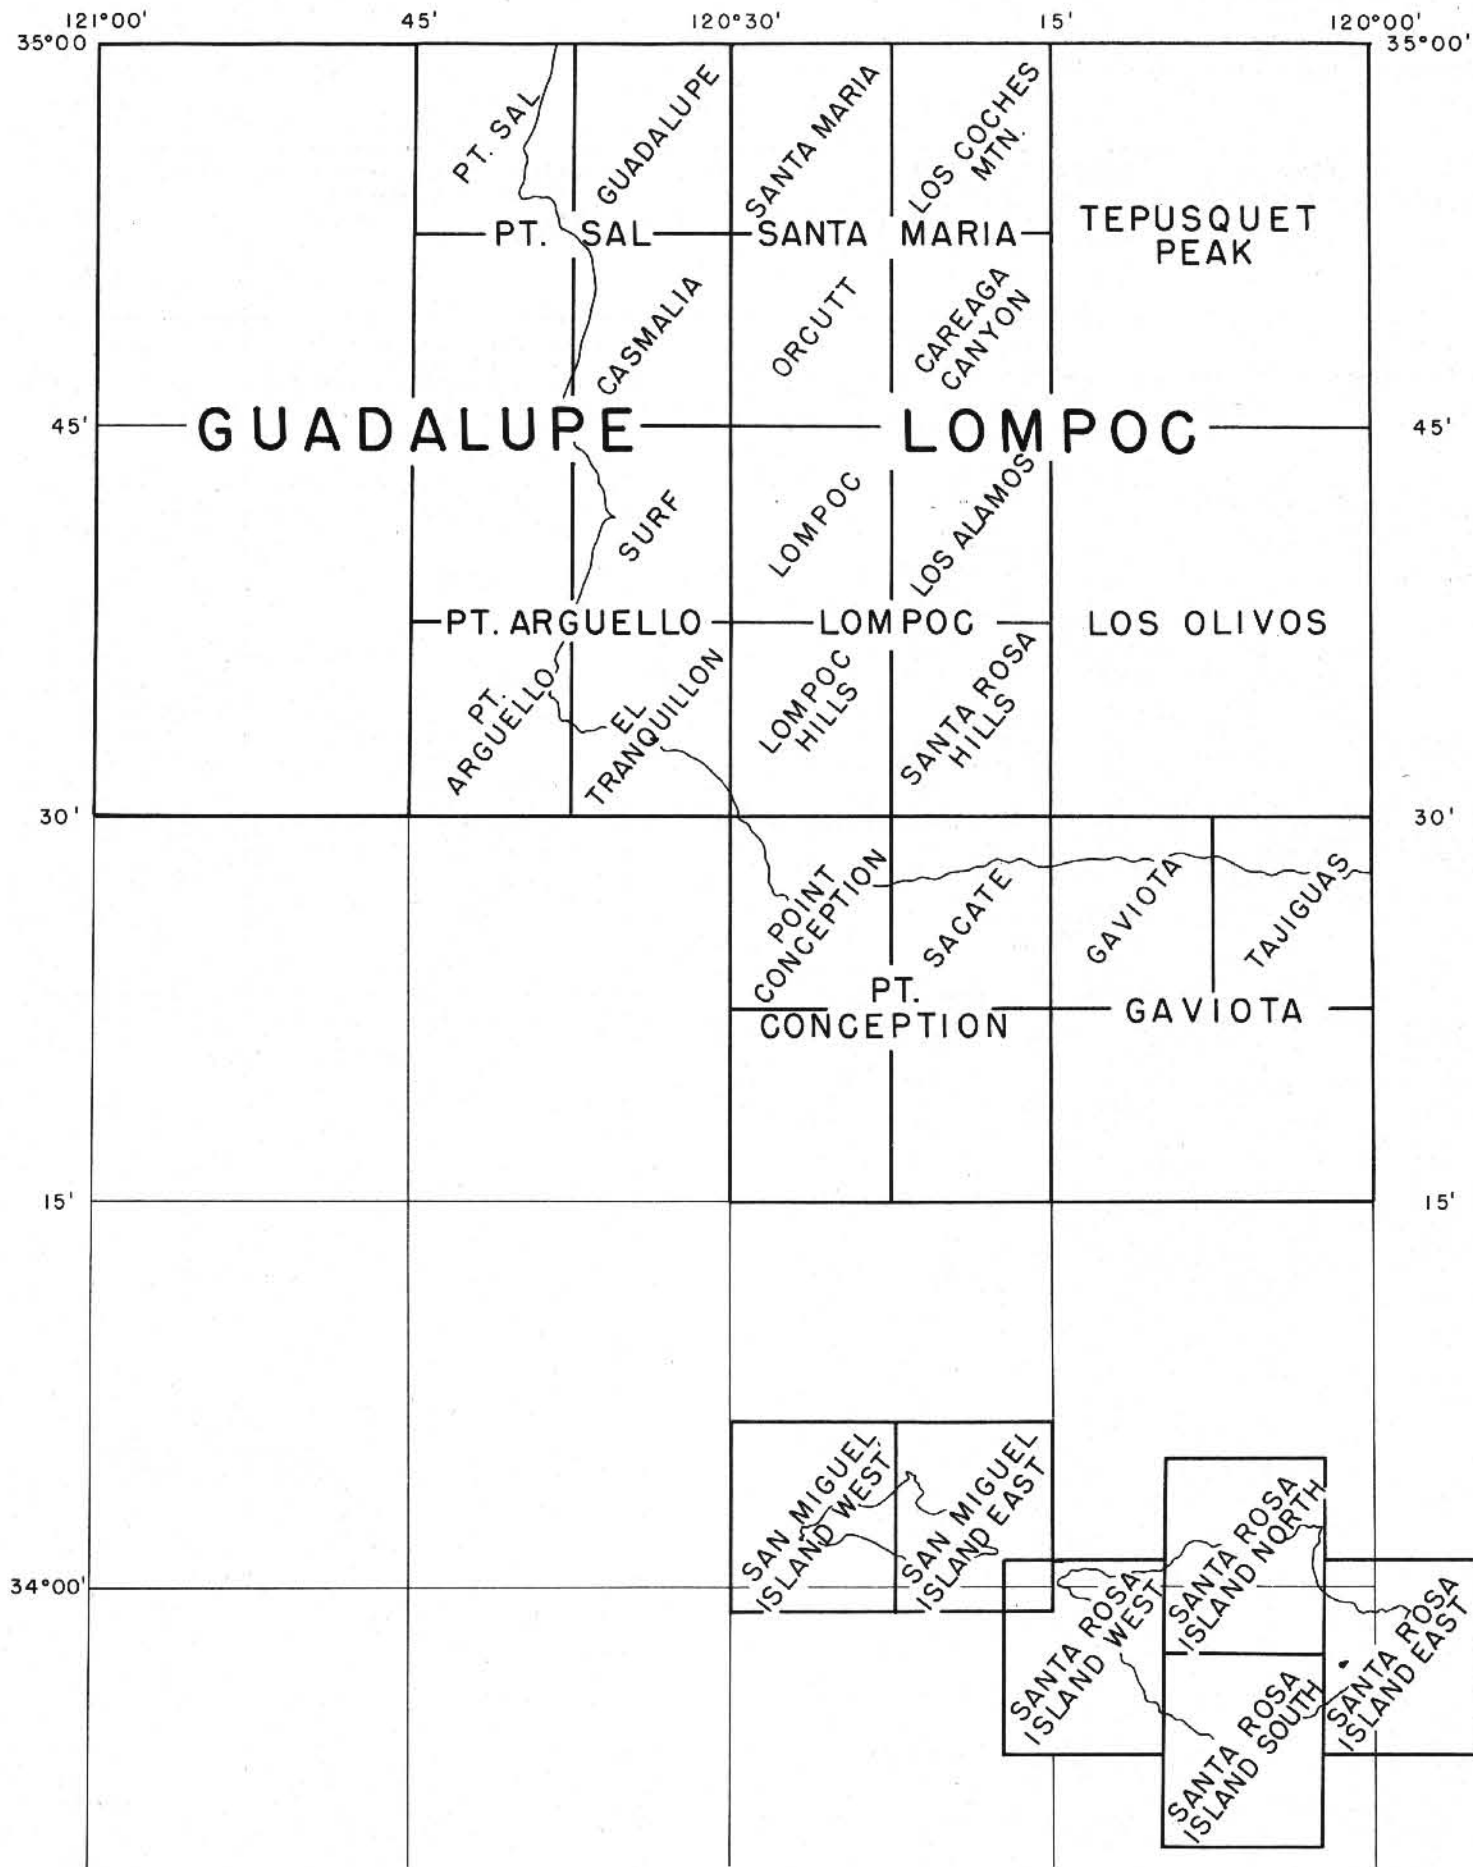 121°00'
45'
120°30'
15'
120°00'
35°00
35°00'
PT. SAL
GUADALUPE
SANTA MARIA
LOS COCHES
MTN.
PT. SAL
SANTA MARIA
TEPUSQUET
PEAK
CASMALIA
ORCUTT
CAREAGA
CANYON
45'
GUADALUPE
LOMPOC
45'
SURF
LOMPOC
LOS ALAMOS
PT. ARGUELLO
LOMPOC
LOS OLIVOS
PT.
ARGUELLO
EL
TRANQUILLON
LOMPOC
HILLS
SANTA ROSA
HILLS
30'
30'
POINT
CONCEPTION
SACATE
GAVIOTA
TAJIGUAS
PT.
CONCEPTION
GAVIOTA
15'
15'
SAN MIGUEL
ISLAND WEST
SAN MIGUEL
ISLAND EAST
34°00'
SANTA ROSA
ISLAND WEST
SANTA ROSA
ISLAND NORTH
SANTA ROSA
ISLAND EAST
SANTA ROSA
ISLAND SOUTH